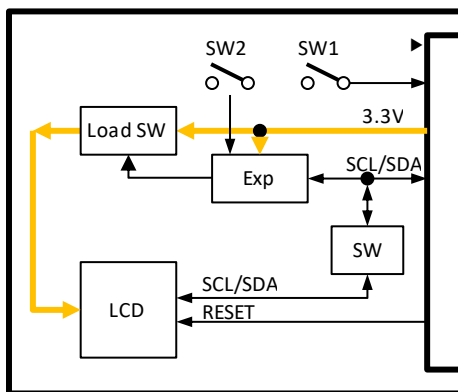 SW2
SW1
3.3V
Load SW
SCL/SDA
Exp
SW
SCL/SDA
LCD
RESET